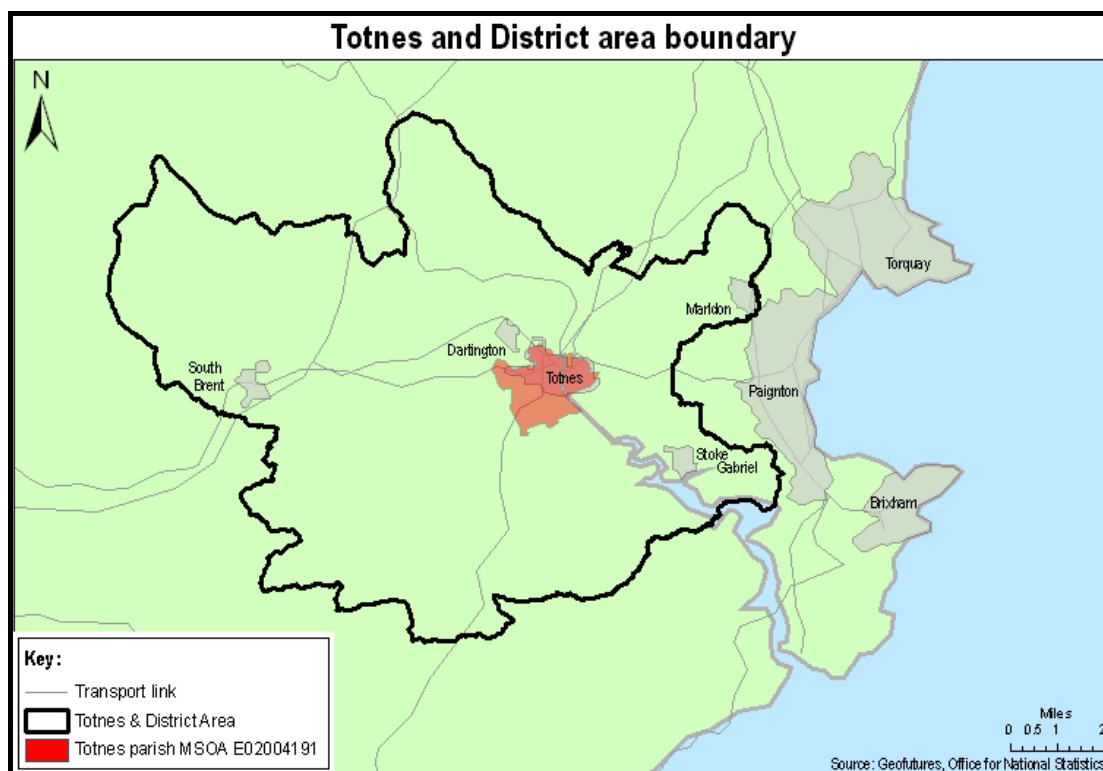 Totnes and District area boundary
N
Torquay
Marldon
Dartington
South
Brent
Totnes
Paignton
Stoke
Gabriel
Brixham
Key:
Transport link
Totnes & District Area
Totnes parish MSOA E02004191
Miles
0 0.5 1 2
Source: Geofutures, Office for National Statistics